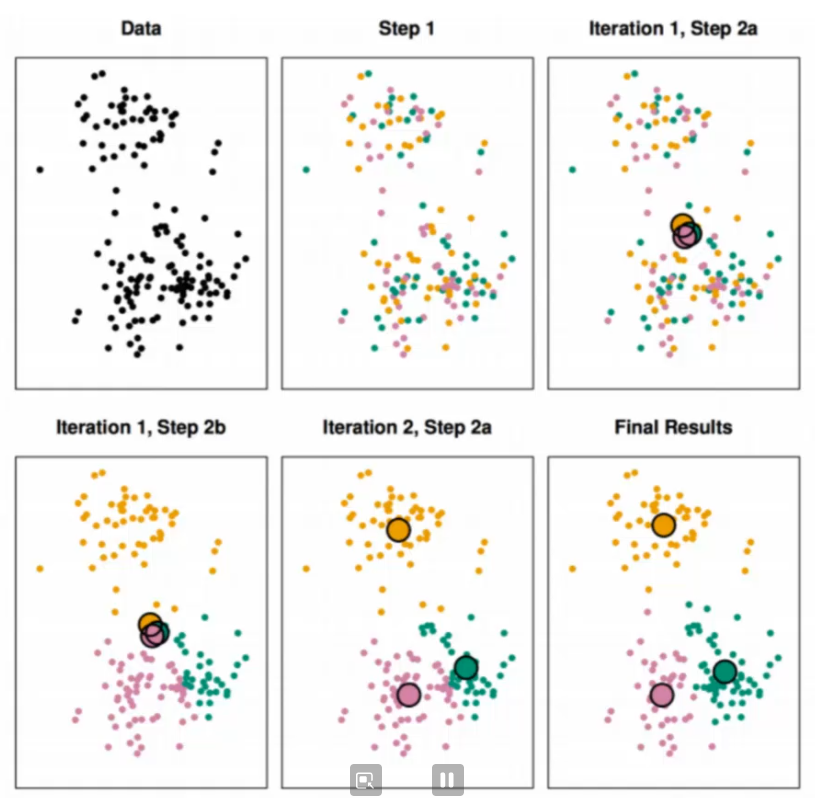 Data
Step 1
Iteration 1, Step 2a
Iteration 1, Step 2b
Iteration 2, Step 2a
Final Results